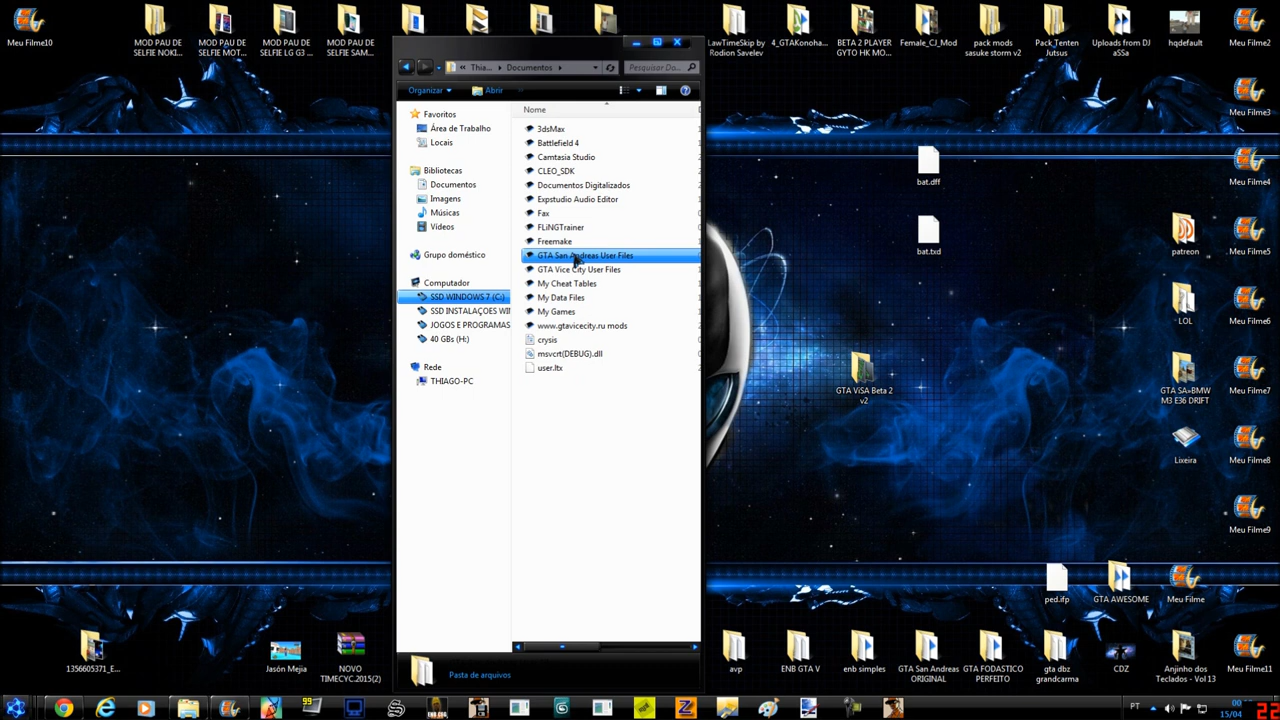 Meu Filme10
MOD PAU DE SELFIE NOKI...
MOD PAU DE SELFIE MOT...
MOD PAU DE SELFIE LG G3 ...
MOD PAU DE SELFIE SAM...
LawTimeSkip by Rodion Savelev
4_GTAKonoha...
BETA 2 PLAYER GYTO HK MO...
Female_CJ_Mod
pack mods sasuke storm v2
Pack_Tenten Jutsus
Uploads from DJ aSSa
hqdefault
Meu Filme2
Thia...
Documentos
Pesquisar Do...
Organizar
Abrir
Favoritos
Área de Trabalho
Locais
Bibliotecas
Documentos
Imagens
Músicas
Vídeos
Grupo doméstico
Computador
SSD WINDOWS 7 (C:)
SSD INSTALAÇOES WI
JOGOS E PROGRAMAS
40 GBs (H:)
Rede
THIAGO-PC
Nome
3dsMax
Battlefield 4
Camtasia Studio
CLEO_SDK
Documentos Digitalizados
Expstudio Audio Editor
Fax
FLiNGTrainer
Freemake
GTA San Andreas User Files
GTA Vice City User Files
My Cheat Tables
My Data Files
My Games
www.gtavicecity.ru mods
crysis
msvcrt(DEBUG).dll
user.ltx
Pasta de arquivos
bat.dff
bat.txd
GTA ViSA Beta 2 v2
Meu Filme3
Meu Filme4
patreon
Meu Filme5
LOL
Meu Filme6
GTA SA»BMW M3 E36 DRIFT
Meu Filme7
Lixeira
Meu Filme8
Meu Filme9
ped.ifp
GTA AWESOME
Meu Filme
1356605371_E...
Jasón Mejia
NOVO TIMECYC.2015(2)
avp
ENB GTA V
enb simples
GTA San Andreas ORIGINAL
GTA FODASTICO PERFEITO
gta dbz grandcarma
CDZ
Anjinho dos Teclados - Vol 13
Meu Filme11
99
PT
15/04
22